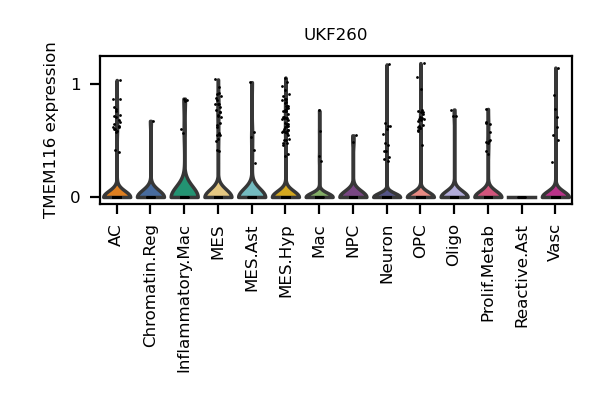 UKF260
TMEM116 expression
1
0
AC
Chromatin.Reg
Inflammatory.Mac
MES
MES.Ast
MES.Hyp
Mac
NPC
Neuron
OPC
Oligo
Prolif.Metab
Reactive.Ast
Vasc